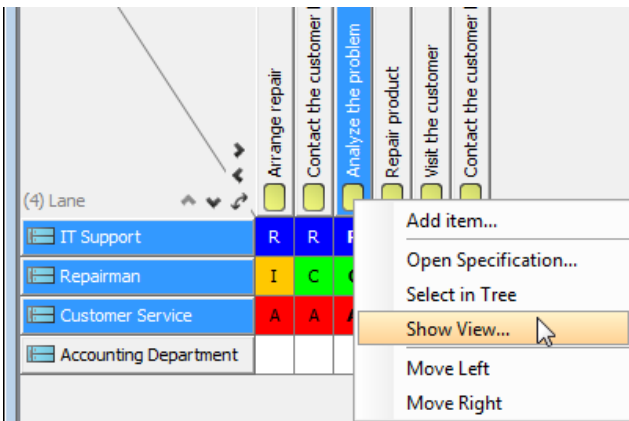 Arrange repair
Contact the customer
Analyze the problem
Repair product
Visit the customer
Contact the customer
(4) Lane
IT Support R R
Repairman I C
Customer Service A A
Accounting Department
Add item...
Open Specification...
Select in Tree
Show View...
Move Left
Move Right